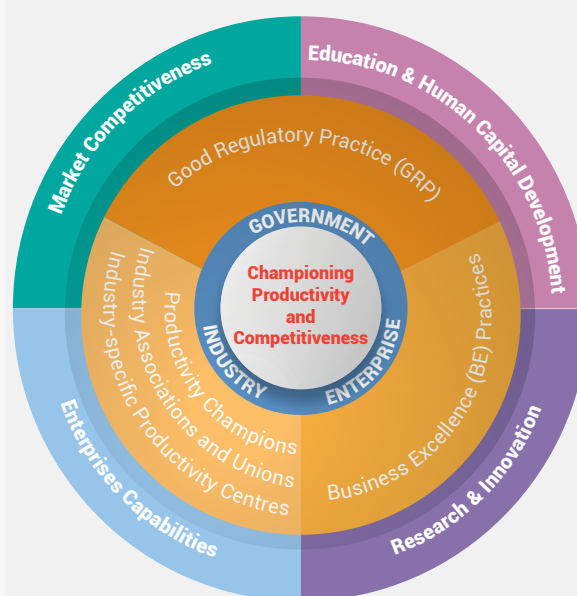 Market Competitiveness
Education & Human Capital Development
Good Regulatory Practice (GRP)
GOVERNMENT
Championing
Productivity
and
Competitiveness
INDUSTRY
ENTERPRISE
Productivity Champions
Industry Associations and Unions
Industry-specific Productivity Centres
Business Excellence (BE) Practices
Enterprises Capabilities
Research & Innovation